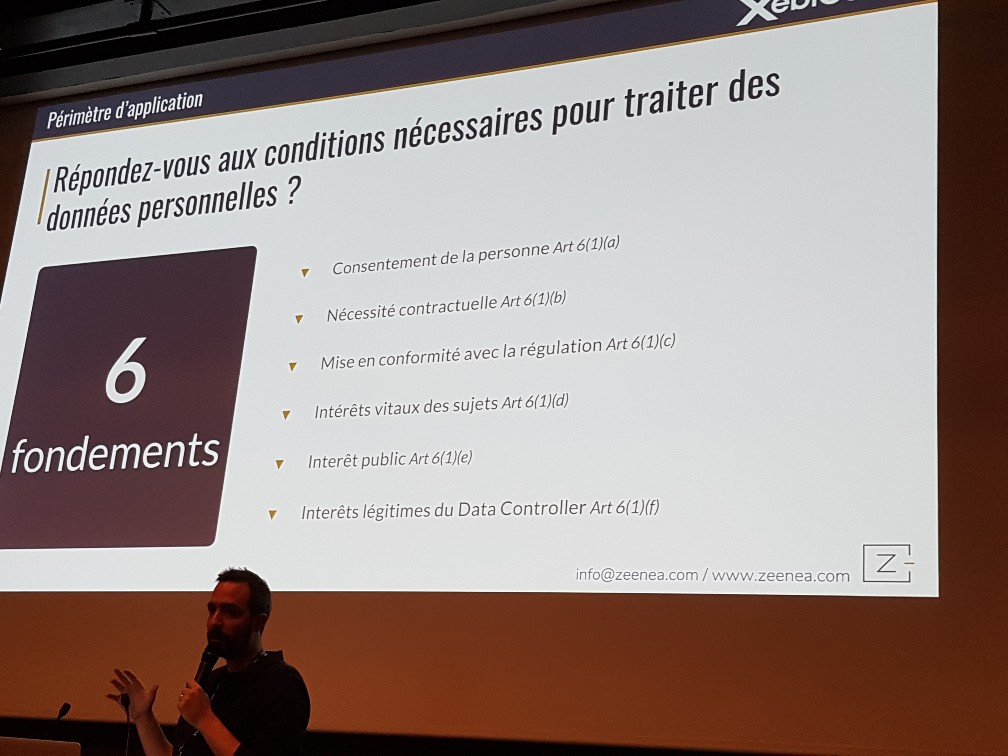 Périmètre d'application
Répondez-vous aux conditions nécessaires pour traiter des
données personnelles ?
6
fondements
Consentement de la personne Art 6(1)(a)
Nécessité contractuelle Art 6(1)(b)
Mise en conformité avec la régulation Art 6(1)(c)
Intérêts vitaux des sujets Art 6(1)(d)
Interêt public Art 6(1)(e)
Interêts légitimes du Data Controller Art 6(1)(f)
info@zeenea.com / www.zeenea.com
Z